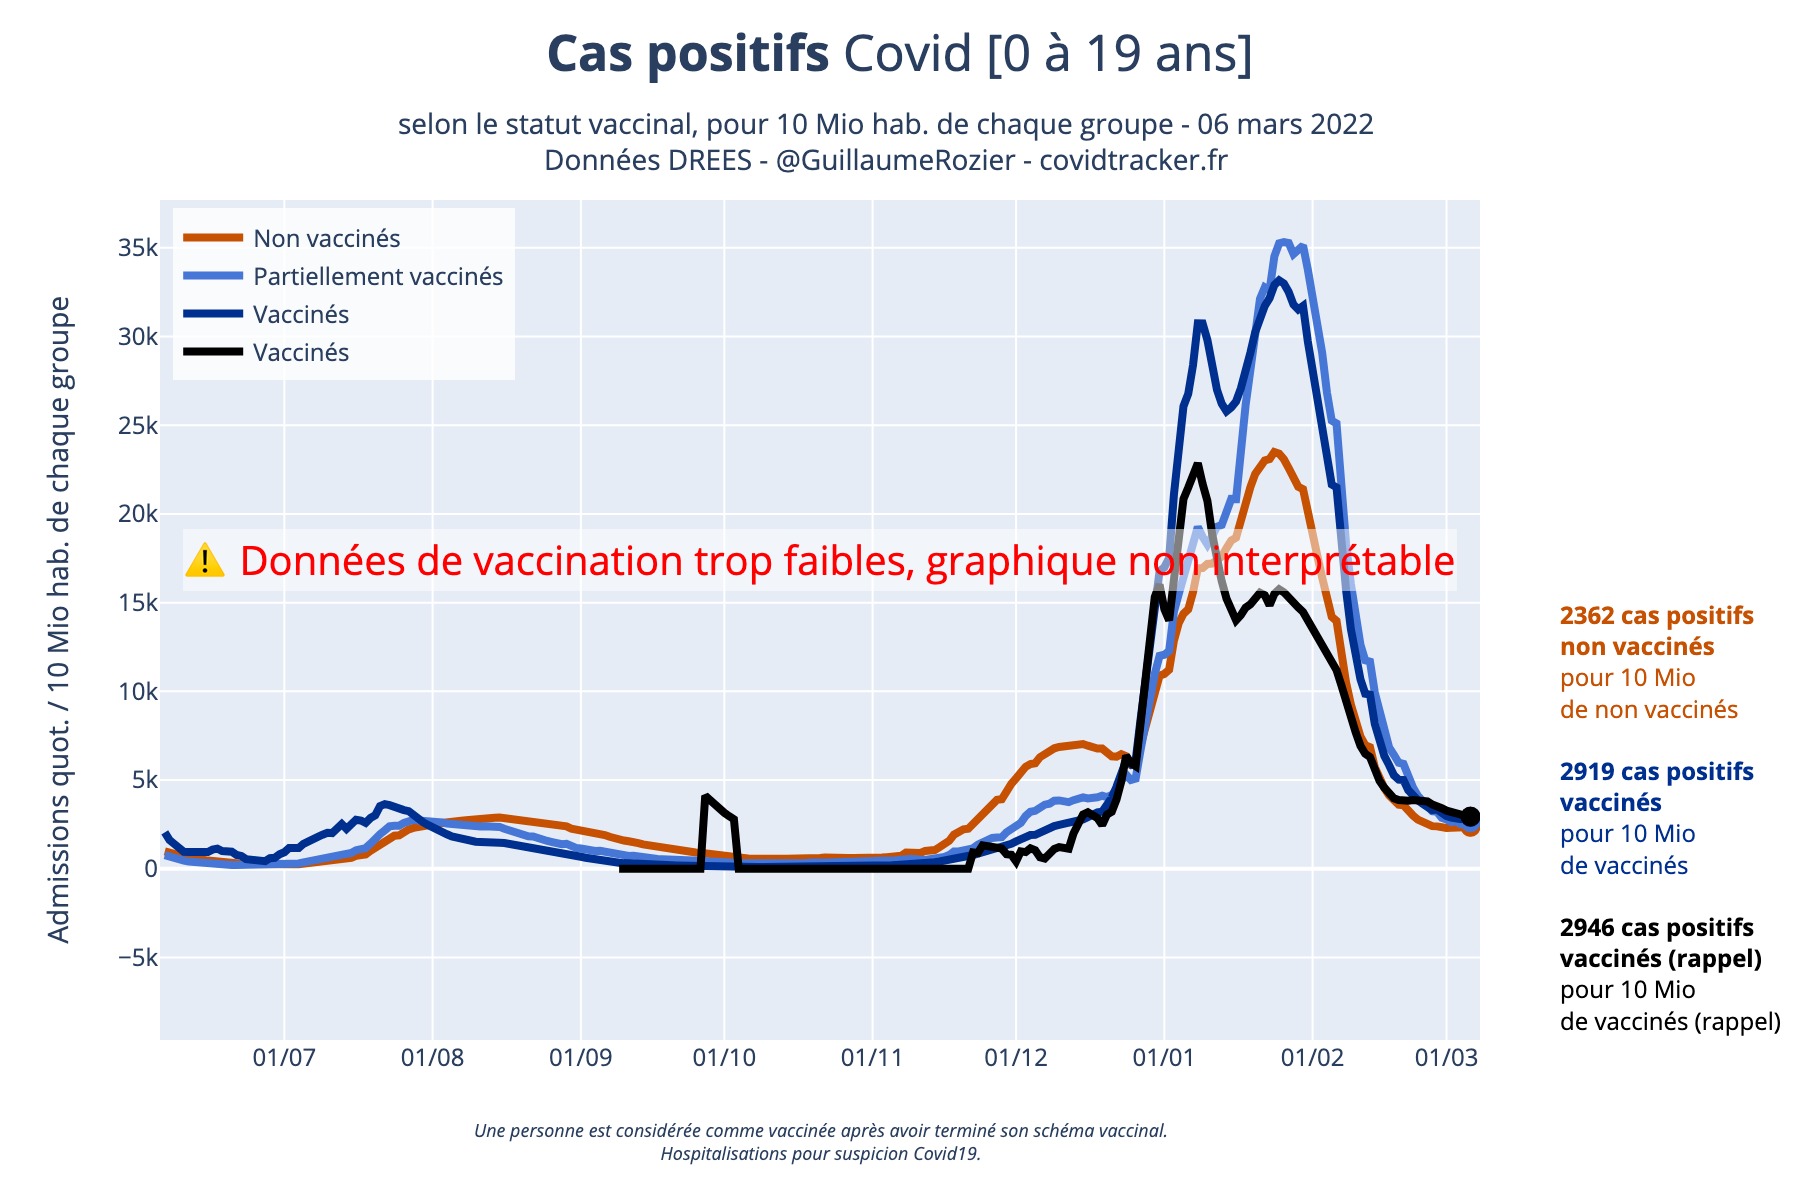 Cas positifs Covid [0 à 19 ans]
selon le statut vaccinal, pour 10 Mio hab. de chaque groupe - 06 mars 2022
Données DREES - @GuillaumeRozier - covidtracker.fr
Admissions quot. / 10 Mio hab. de chaque groupe
35k
30k
25k
20k
15k
10k
5k
0
−5k
Non vaccinés
Partiellement vaccinés
Vaccinés
Vaccinés
⚠️ Données de vaccination trop faibles, graphique non interprétable
01/07
01/08
01/09
01/10
01/11
01/12
01/01
01/02
01/03
2362 cas positifs
non vaccinés
pour 10 Mio
de non vaccinés
2919 cas positifs
vaccinés
pour 10 Mio
de vaccinés
2946 cas positifs
vaccinés (rappel)
pour 10 Mio
de vaccinés (rappel)
Une personne est considérée comme vaccinée après avoir terminé son schéma vaccinal.
Hospitalisations pour suspicion Covid19.